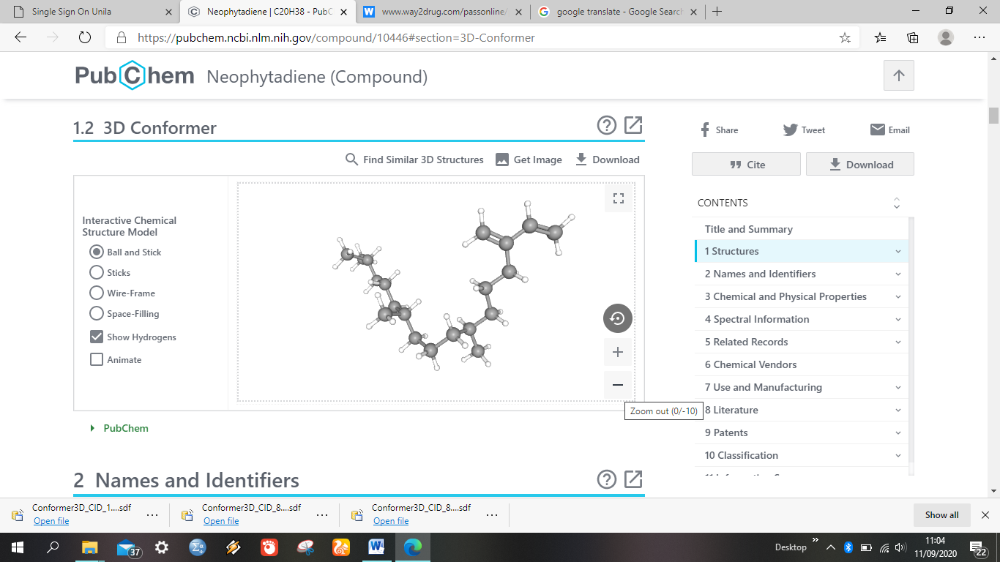 Single Sign On Unila
Neophytadiene | C20H38 - PubC
www.way2drug.com/passonline/
google translate - Google Search
https://pubchem.ncbi.nlm.nih.gov/compound/10446#section=3D-Conformer
PubChem Neophytadiene (Compound)
1.2 3D Conformer
Find Similar 3D Structures
Get Image
Download
Interactive Chemical
Structure Model
Ball and Stick
Sticks
Wire-Frame
Space-Filling
Show Hydrogens
Animate
Zoom out (0/-10)
PubChem
2 Names and Identifiers
Share
Tweet
Email
Cite
Download
CONTENTS
Title and Summary
1 Structures
2 Names and Identifiers
3 Chemical and Physical Properties
4 Spectral Information
5 Related Records
6 Chemical Vendors
7 Use and Manufacturing
8 Literature
9 Patents
10 Classification
Conformer3D_CID_1....sdf
Open file
Conformer3D_CID_8....sdf
Open file
Conformer3D_CID_8....sdf
Open file
Show all
37
Desktop
11:04
11/09/2020
22